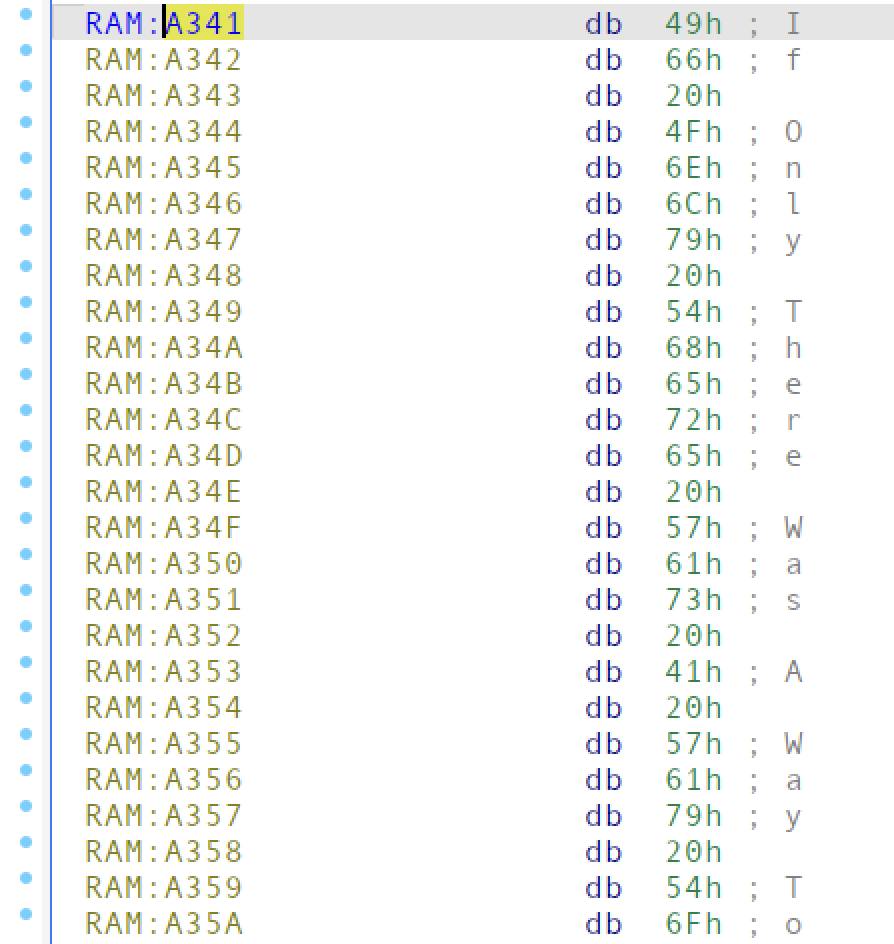 RAM:A341 db 49h ; I
RAM:A342 db 66h ; f
RAM:A343 db 20h
RAM:A344 db 4Fh ; O
RAM:A345 db 6Eh ; n
RAM:A346 db 6Ch ; l
RAM:A347 db 79h ; y
RAM:A348 db 20h
RAM:A349 db 54h ; T
RAM:A34A db 68h ; h
RAM:A34B db 65h ; e
RAM:A34C db 72h ; r
RAM:A34D db 65h ; e
RAM:A34E db 20h
RAM:A34F db 57h ; W
RAM:A350 db 61h ; a
RAM:A351 db 73h ; s
RAM:A352 db 20h
RAM:A353 db 41h ; A
RAM:A354 db 20h
RAM:A355 db 57h ; W
RAM:A356 db 61h ; a
RAM:A357 db 79h ; y
RAM:A358 db 20h
RAM:A359 db 54h ; T
RAM:A35A db 6Fh ; o